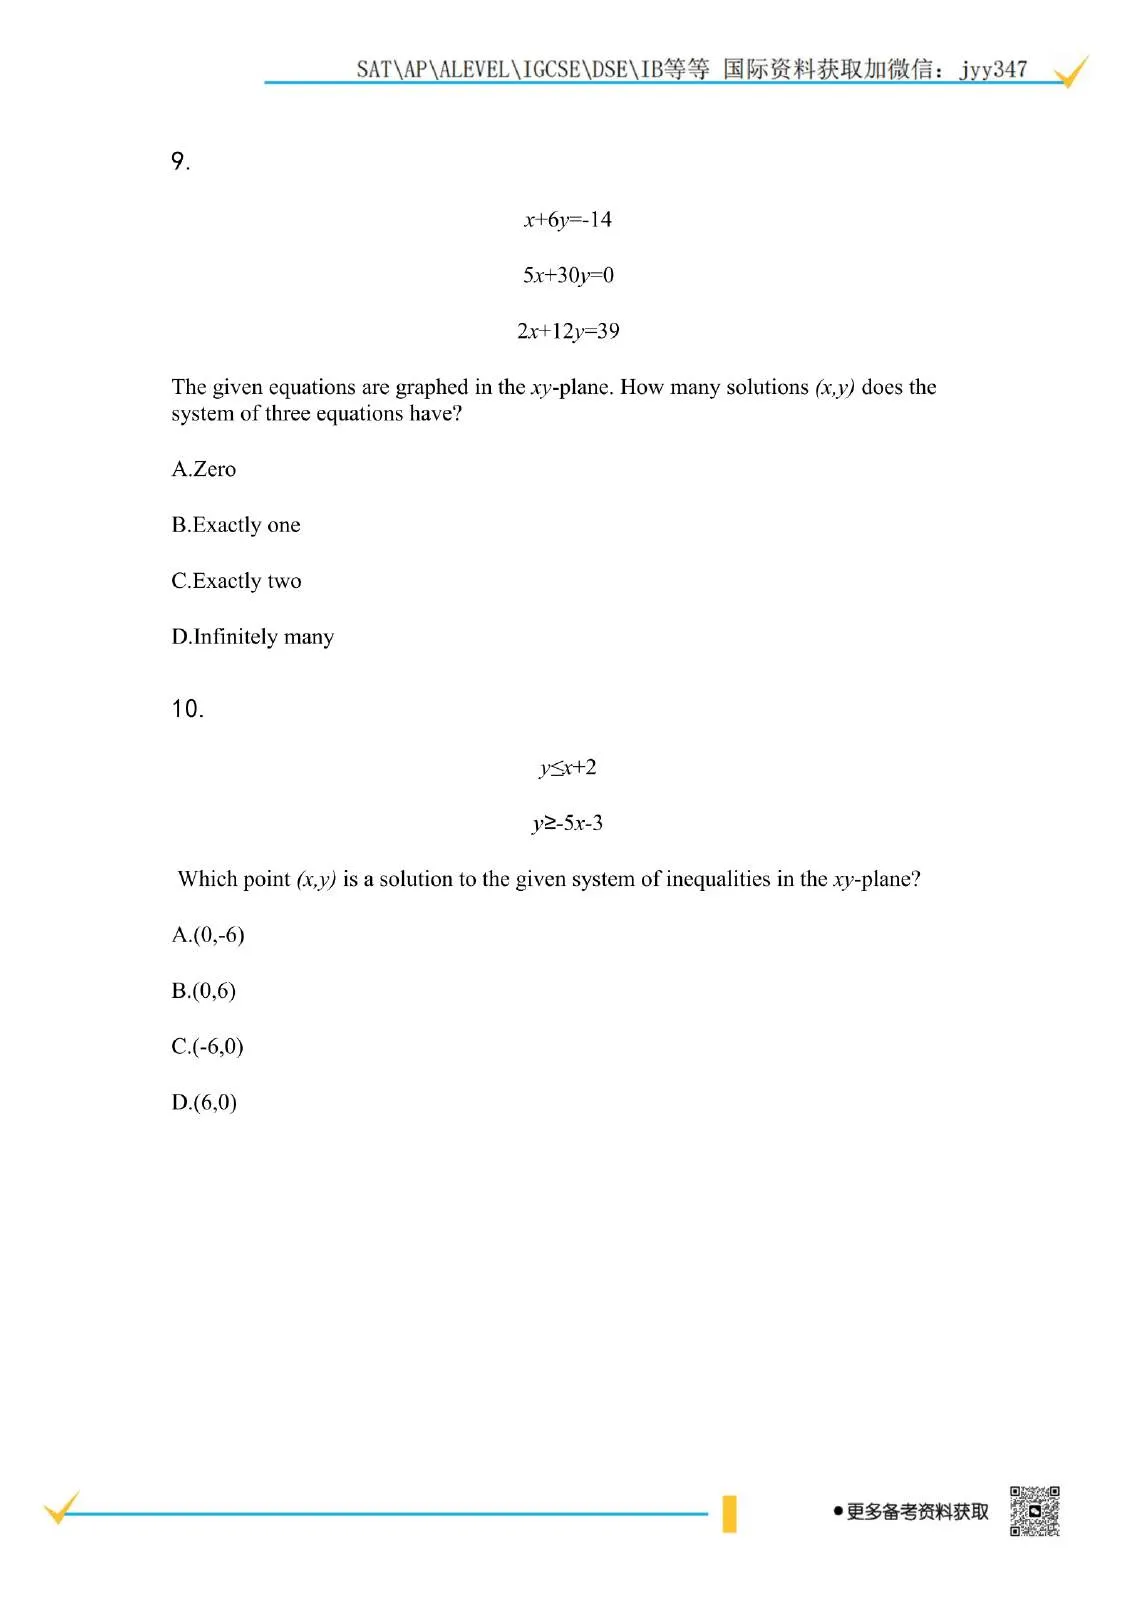 SAT\AP\ALEVEL\IGCSE\DSE\IB等等 国际资料获取加微信：jyy347
9.
x+6y=-14
5x+30y=0
2x+12y=39
The given equations are graphed in the xy-plane. How many solutions (x,y) does the
system of three equations have?
A.Zero
B.Exactly one
C.Exactly two
D.Infinitely many
10.
y≤x+2
y≥-5x-3
Which point (x,y) is a solution to the given system of inequalities in the xy-plane?
A.(0,-6)
B.(0,6)
C.(-6,0)
D.(6,0)
●更多备考资料获取